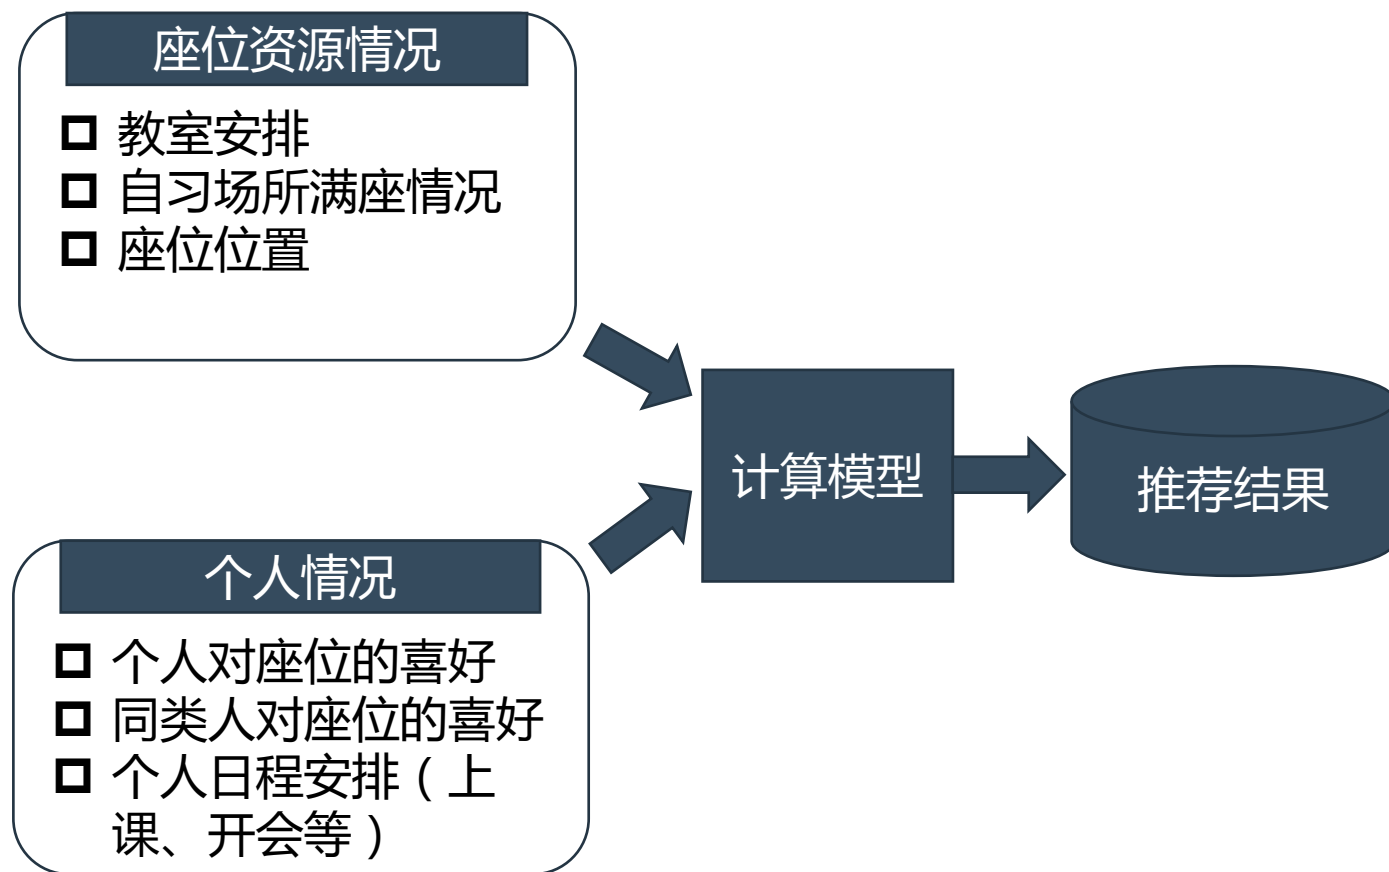 座位资源情况
教室安排
自习场所满座情况
座位位置
个人情况
个人对座位的喜好
同类人对座位的喜好
个人日程安排（上
课、开会等）
计算模型
推荐结果